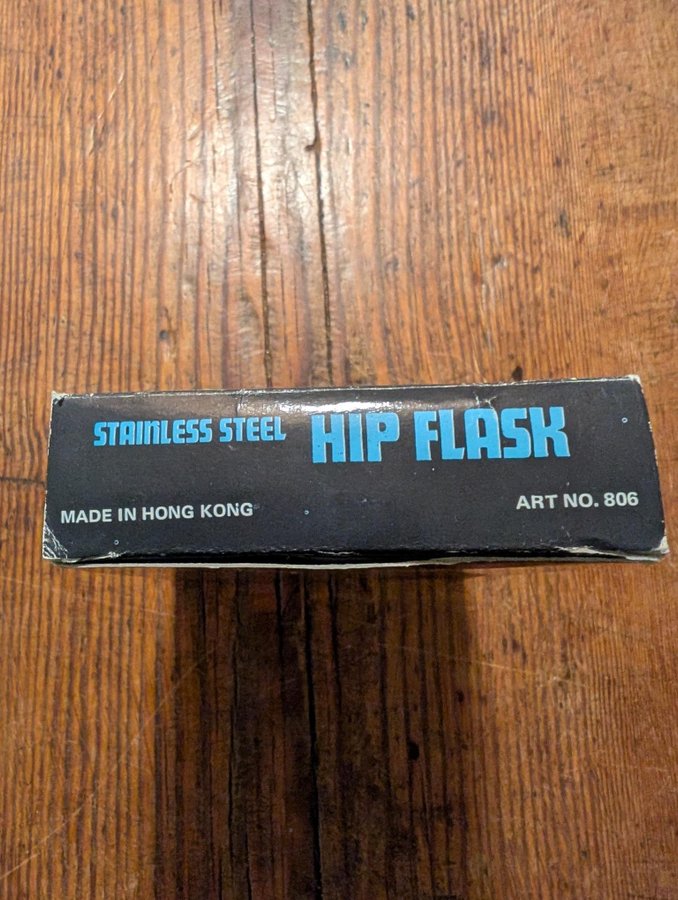 STAINLESS STEEL HIP FLASK
MADE IN HONG KONG ART NO. 806